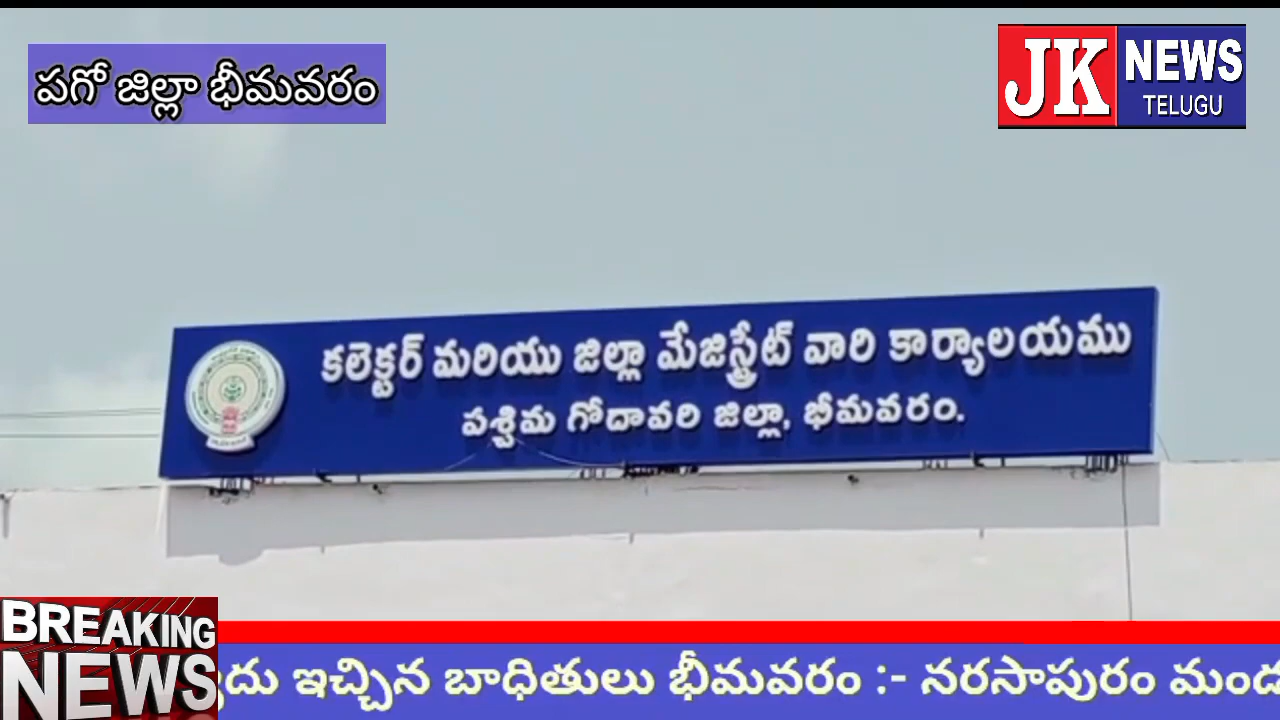 పగో జిల్లా భీమవరం
JK NEWS
TELUGU
కలెక్టర్ మరియు జిల్లా మేజిస్ట్రేట్ వారి కార్యాలయము
పశ్చిమ గోదావరి జిల్లా, భీమవరం.
BREAKING
NEWS
ఇచ్చిన బాధితులు భీమవరం :- నరసాపురం